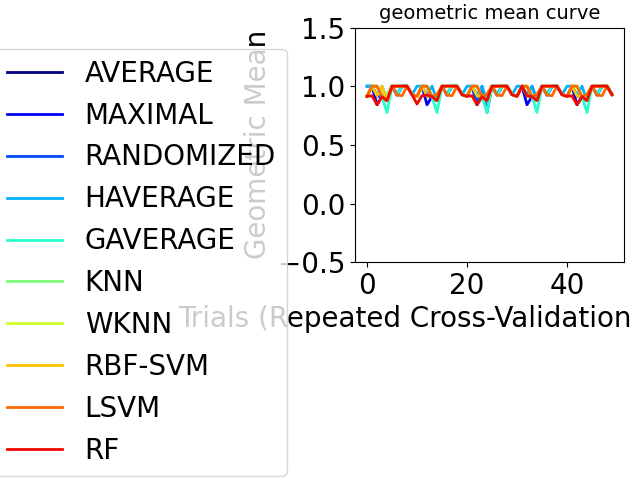 geometric mean curve
AVERAGE
MAXIMAL
RANDOMIZED
HAVERAGE
GAVERAGE
KNN
WKNN
RBF-SVM
LSVM
RF
Geometric Mean
1.5
1.0
0.5
0.0
−0.5
0 20 40
Trials (Repeated Cross-Validation